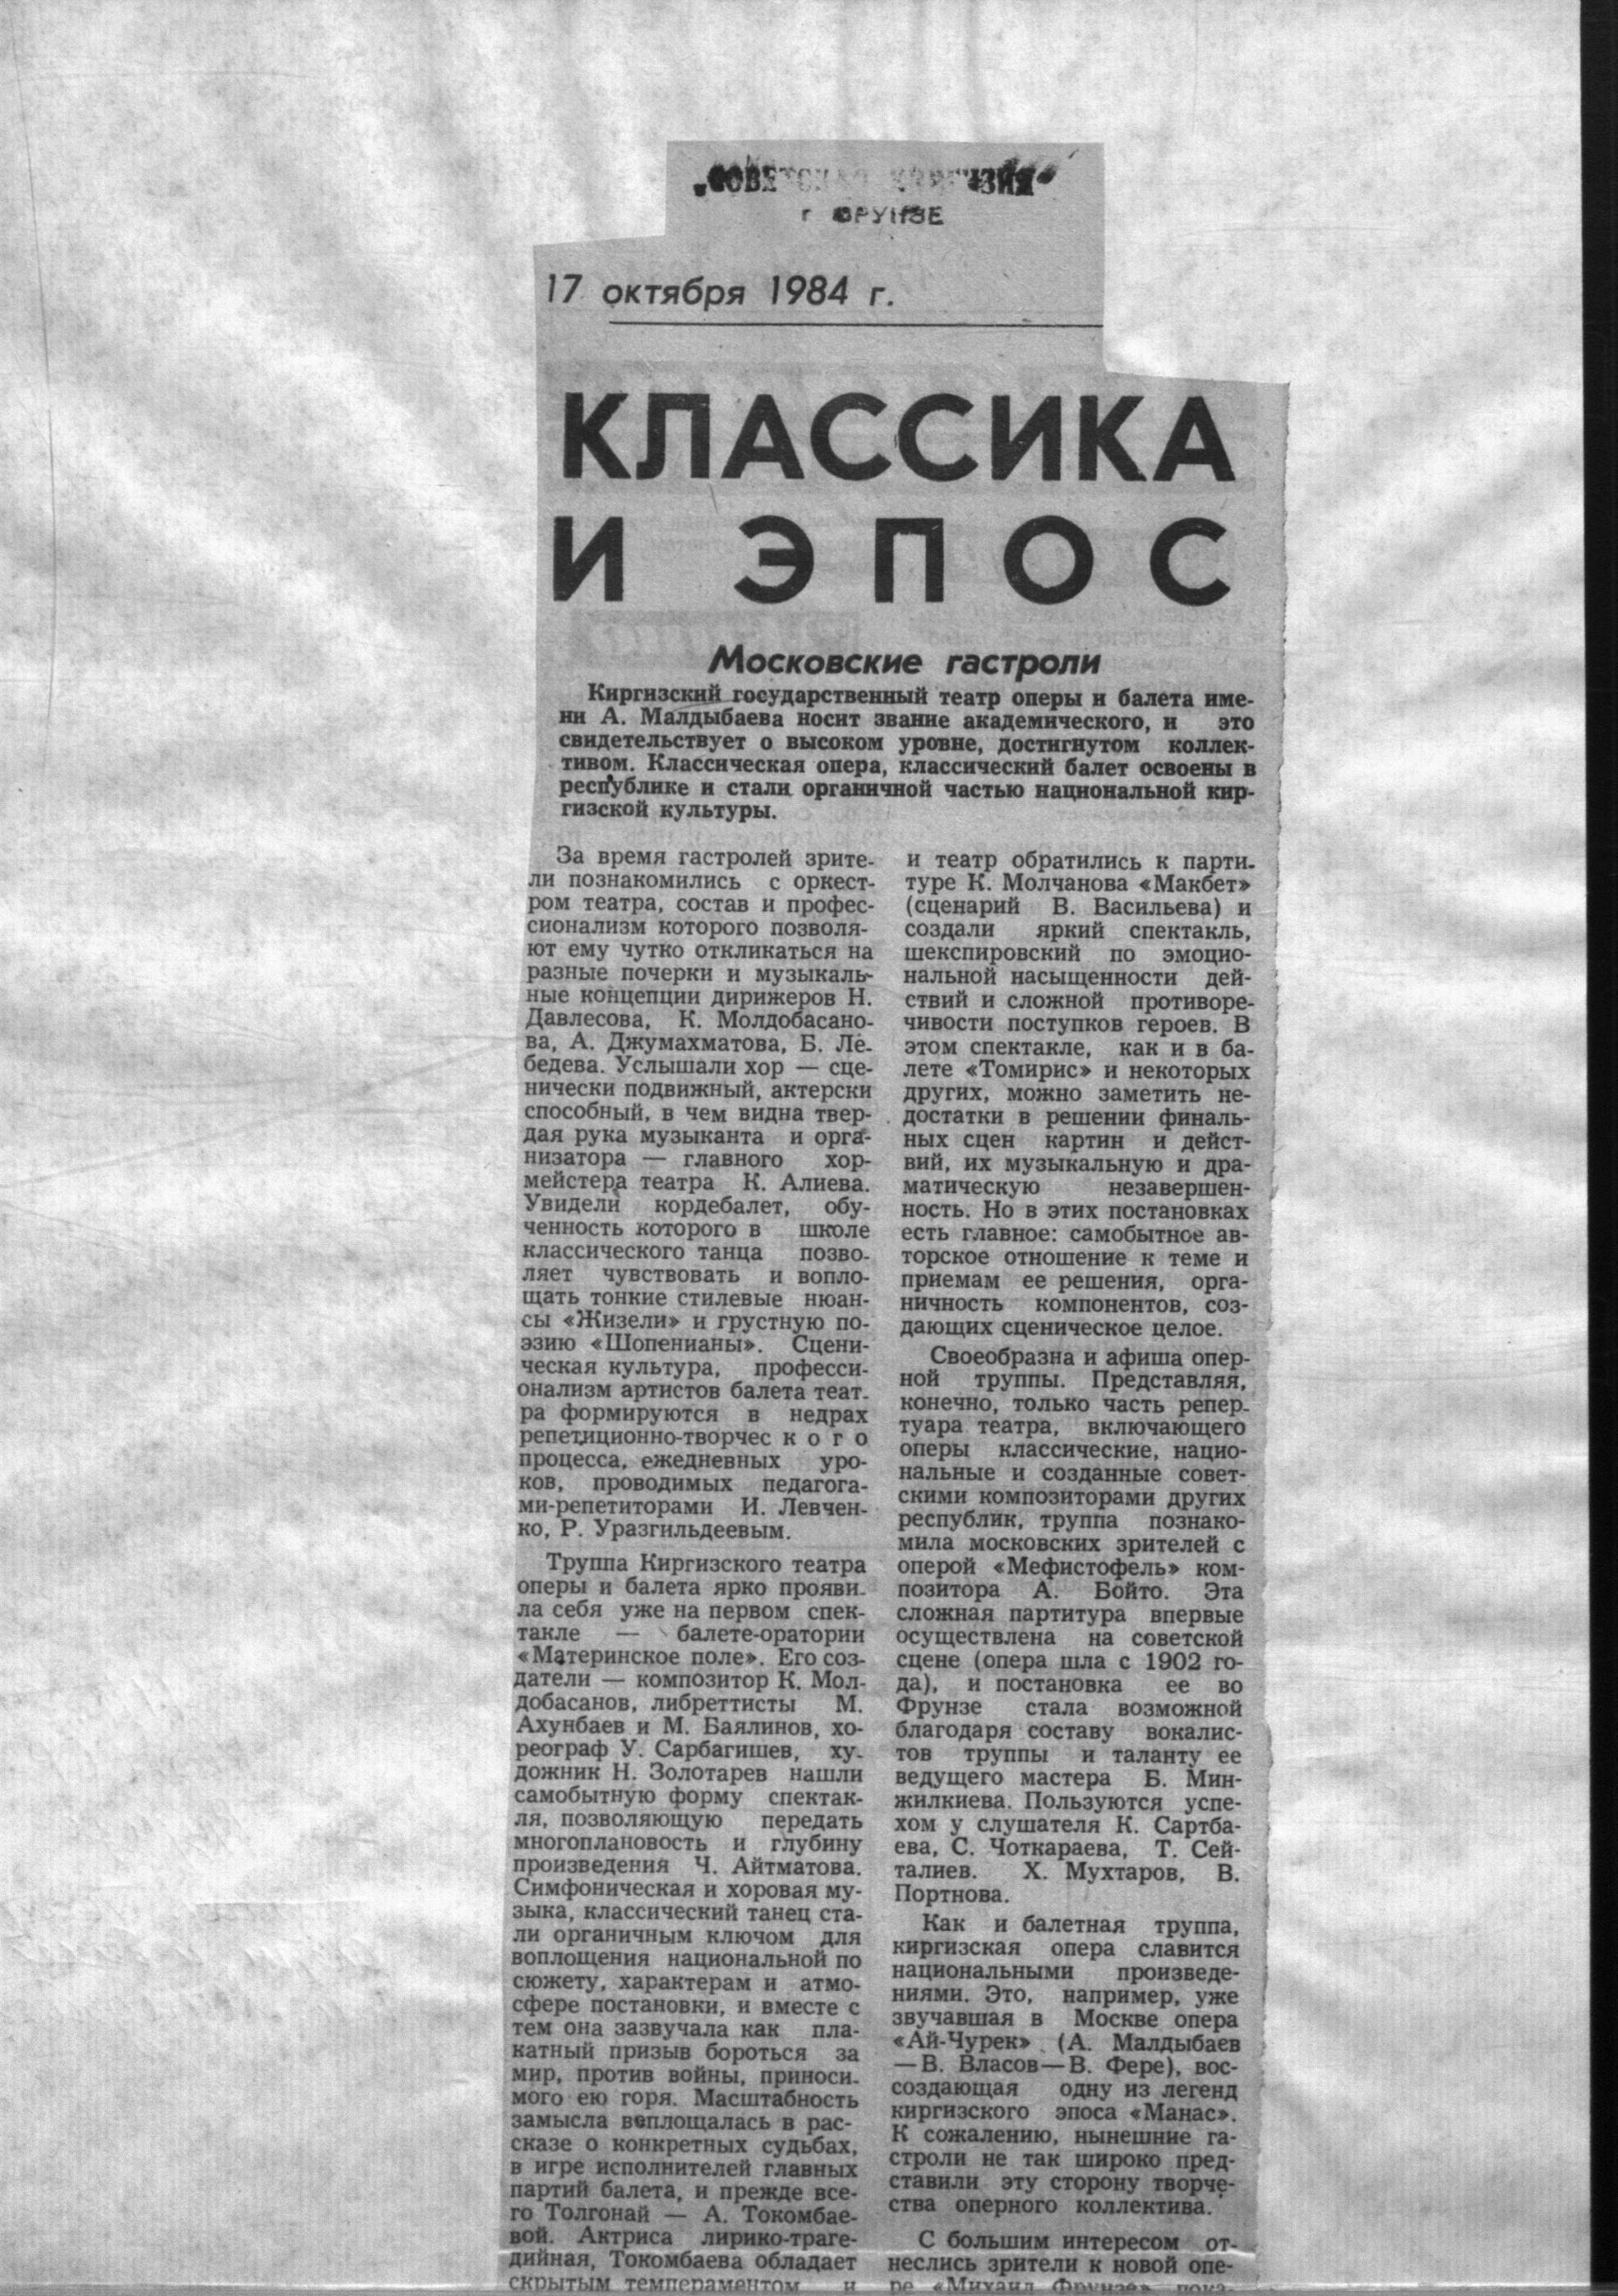 „СОВЕТСКАЯ КИРГИЗИЯ"
г ФРУНЗЕ
17 октября 1984 г.
КЛАССИКА
И ЭПОС
Московские гастроли
Киргизский государственный театр оперы и балета име-
ни А. Малдыбаева носит звание академического, и это
свидетельствует о высоком уровне, достигнутом коллек-
тивом. Классическая опера, классический балет освоены в
республике и стали органичной частью национальной кир-
гизской культуры.
За время гастролей зрите-
ли познакомились с оркест-
ром театра, состав и профес-
сионализм которого позволя-
ют ему чутко откликаться на
разные почерки и музыкаль-
ные концепции дирижеров Н.
Давлесова, К. Молдобасано-
ва, А. Джумахматова, Б. Ле-
бедева. Услышали хор — сце-
нически подвижный, актерски
способный, в чем видна твер-
дая рука музыканта и орга-
низатора — главного хор-
мейстера театра К. Алиева.
Увидели кордебалет, обу-
ченность которого в школе
классического танца позво-
ляет чувствовать и вопло-
щать тонкие стилевые нюан-
сы «Жизели» и грустную по-
эзию «Шопенианы». Сцени-
ческая культура, професси-
онализм артистов балета теат-
ра формируются в недрах
репетиционно-творчес к о г о
процесса, ежедневных уро-
ков, проводимых педагога-
ми-репетиторами И. Левчен-
ко, Р. Уразгильдеевым.
Труппа Киргизского театра
оперы и балета ярко прояви-
ла себя уже на первом спек-
такле — балете-оратории
«Материнское поле». Его соз-
датели — композитор К. Мол-
добасанов, либреттисты М.
Ахунбаев и М. Баялинов, хо-
реограф У. Сарбагишев, ху-
дожник Н. Золотарев нашли
самобытную форму спектак-
ля, позволяющую передать
многоплановость и глубину
произведения Ч. Айтматова.
Симфоническая и хоровая му-
зыка, классический танец ста-
ли органичным ключом для
воплощения национальной по
сюжету, характерам и атмо-
сфере постановки, и вместе с
тем она зазвучала как пла-
катный призыв бороться за
мир, против войны, приноси-
мого ею горя. Масштабность
замысла воплощалась в рас-
сказе о конкретных судьбах,
в игре исполнителей главных
партий балета, и прежде все-
го Толгонай — А. Токомбае-
вой. Актриса лирико-траге-
дийная, Токомбаева обладает
скрытым темпераментом и
и театр обратились к парти-
туре К. Молчанова «Макбет»
(сценарий В. Васильева) и
создали яркий спектакль,
шекспировский по эмоцио-
нальной насыщенности дей-
ствий и сложной противоре-
чивости поступков героев. В
этом спектакле, как и в ба-
лете «Томирис» и некоторых
других, можно заметить не-
достатки в решении финаль-
ных сцен картин и дейст-
вий, их музыкальную и дра-
матическую незавершен-
ность. Но в этих постановках
есть главное: самобытное ав-
торское отношение к теме и
приемам ее решения, орга-
ничность компонентов, соз-
дающих сценическое целое.
Своеобразна и афиша опер-
ной труппы. Представляя,
конечно, только часть репер-
туара театра, включающего
оперы классические, нацио-
нальные и созданные совет-
скими композиторами других
республик, труппа познако-
мила московских зрителей с
оперой «Мефистофель» ком-
позитора А. Бойто. Эта
сложная партитура впервые
осуществлена на советской
сцене (опера шла с 1902 го-
да), и постановка ее во
Фрунзе стала возможной
благодаря составу вокалис-
тов труппы и таланту ее
ведущего мастера Б. Мин-
жилкиева. Пользуются успе-
хом у слушателя К. Сартба-
ева, С. Чоткараева, Т. Сей-
талиев. Х. Мухтаров, В.
Портнова.
Как и балетная труппа,
киргизская опера славится
национальными произведе-
ниями. Это, например, уже
звучавшая в Москве опера
«Ай-Чурек» (А. Малдыбаев
—В. Власов—В. Фере), вос-
создающая одну из легенд
киргизского эпоса «Манас».
К сожалению, нынешние га-
строли не так широко пред-
ставили эту сторону творче-
ства оперного коллектива.
С большим интересом от-
неслись зрители к новой опе-
ре «Михаил Фрунзе», пока-